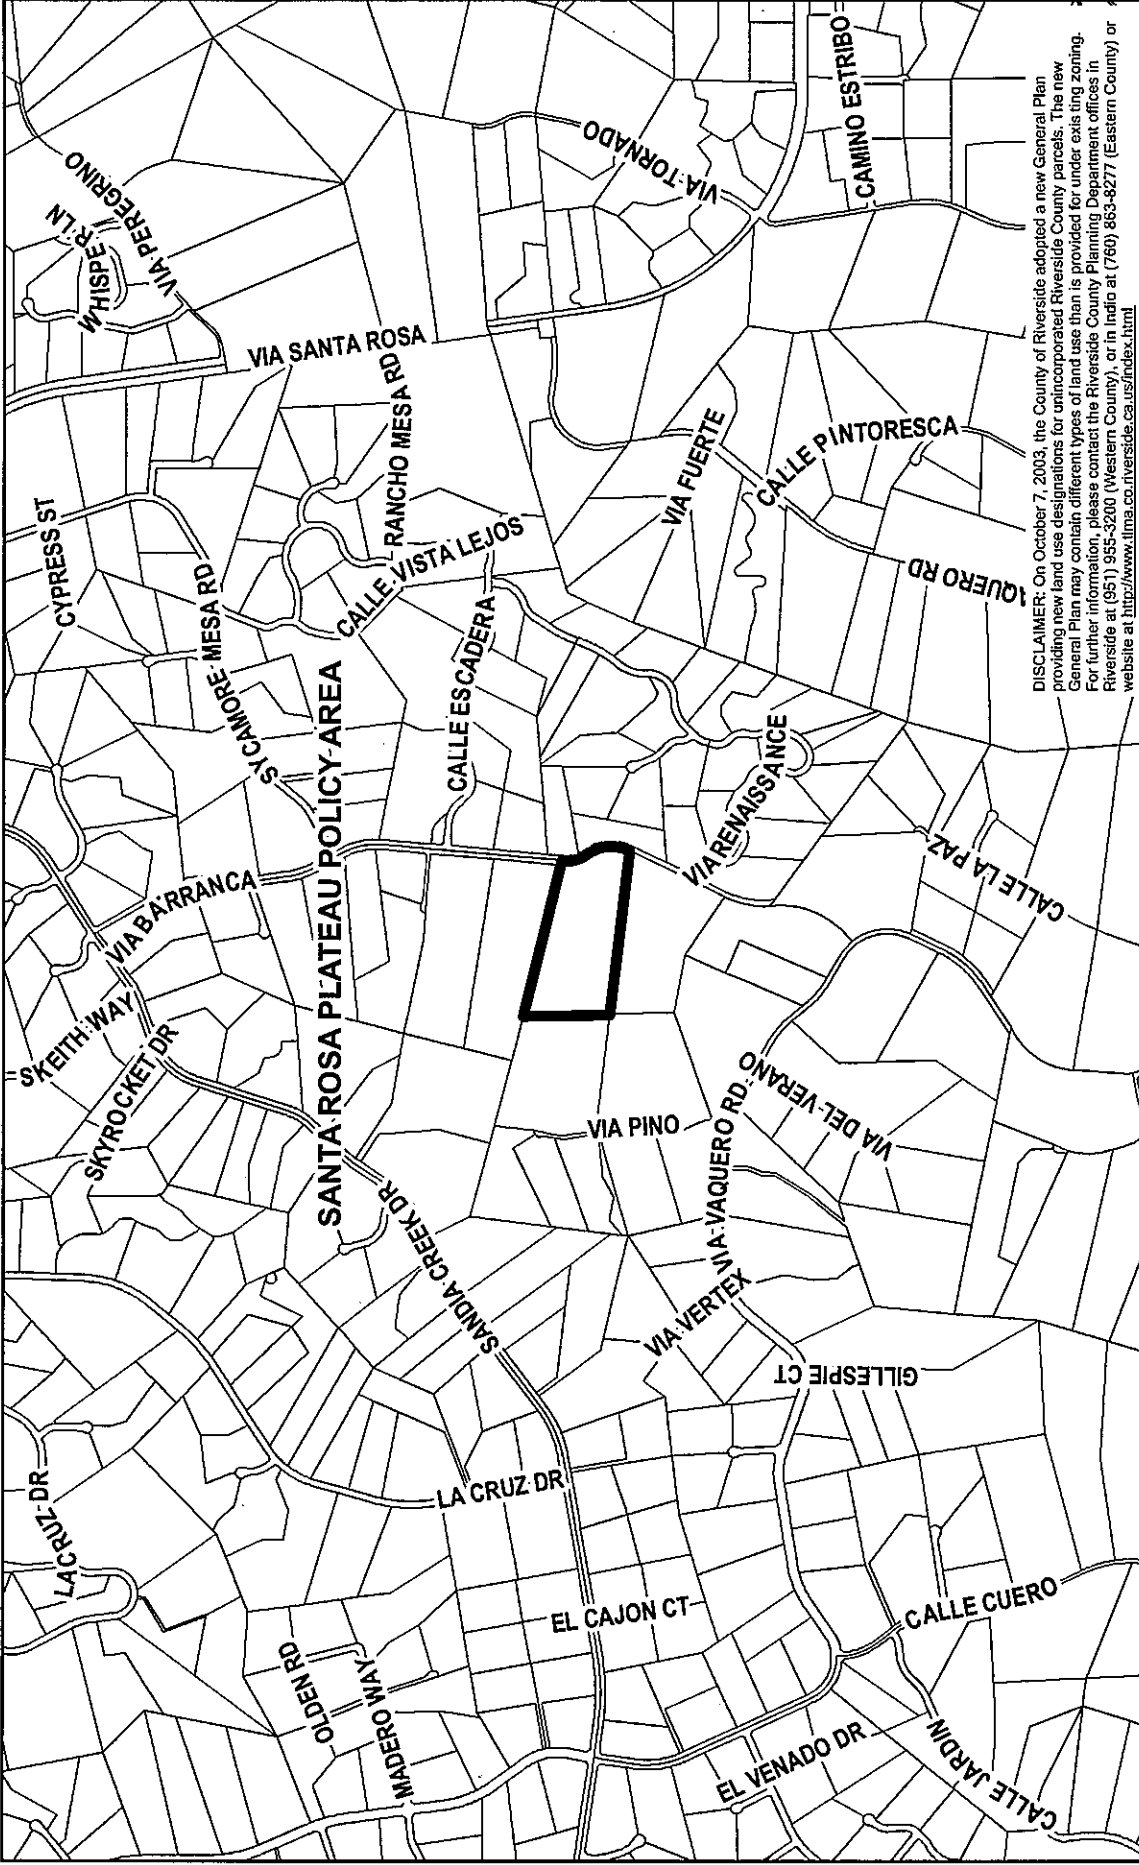 LACRUZ-DR
OLDEN RD
MADERO WAY
SKEITH WAY
SKYROCKET DR
VIA BARRANCA
CYPRESS ST
WHISPER LN
VIA PEREGRINO
SYCAMORE-MESA RD
VIA SANTA ROSA
SANTA ROSA PLATEAU POLICY AREA
RANCHO MESA RD
CALLE VISTA LEJOS
CALLE ESCADERA
SANDIA CREEK DR
LA CRUZ DR
EL CAJON CT
VIA PINO
VIA-TORNADO
CAMINO ESTRIBO
VIA FUERTE
CALLE PINTORESCA
AQUERO RD
VIA RENAISSANCE
CALLE LA PAZ
VIA-VAQUERO RD
VIA-DEL-VERANO
VIA-VERTEX
GILLESPIE CT
CALLE CUERO
EL VENADO DR
CALLE JARDIN
DISCLAIMER: On October 7, 2003, the County of Riverside adopted a new General Plan
providing new land use designations for unincorporated Riverside County parcels. The new
General Plan may contain different types of land use than is provided for under existing zoning.
For further information, please contact the Riverside County Planning Department offices in
Riverside at (951) 955-3200 (Western County), or in Indio at (760) 863-8277 (Eastern County) or
website at http://www.tlma.co.riverside.ca.us/index.html